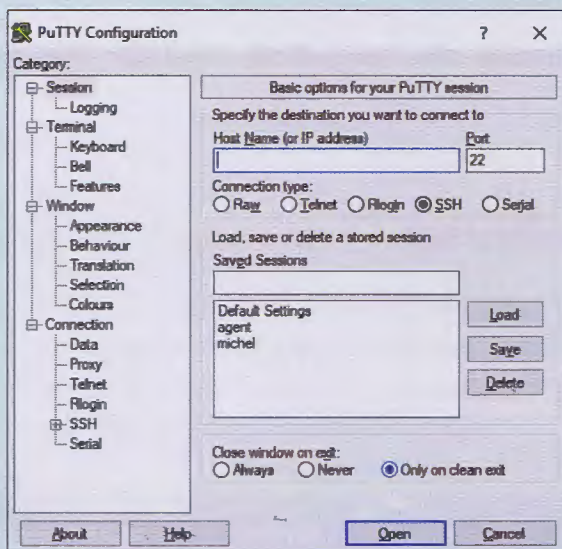 PuTTY Configuration ? X
Category:
Session
Logging
Terminal
Keyboard
Bell
Features
Window
Appearance
Behaviour
Translation
Selection
Colours
Connection
Data
Proxy
Telnet
Rlogin
SSH
Serial
Basic options for your PuTTY session
Specify the destination you want to connect to
Host Name (or IP address) Port
22
Connection type:
Raw Telnet Rlogin SSH Serial
Load, save or delete a stored session
Saved Sessions
Default Settings
agent
michel
Load
Save
Delete
Close window on exit:
Always Never Only on clean exit
About Help Open Cancel